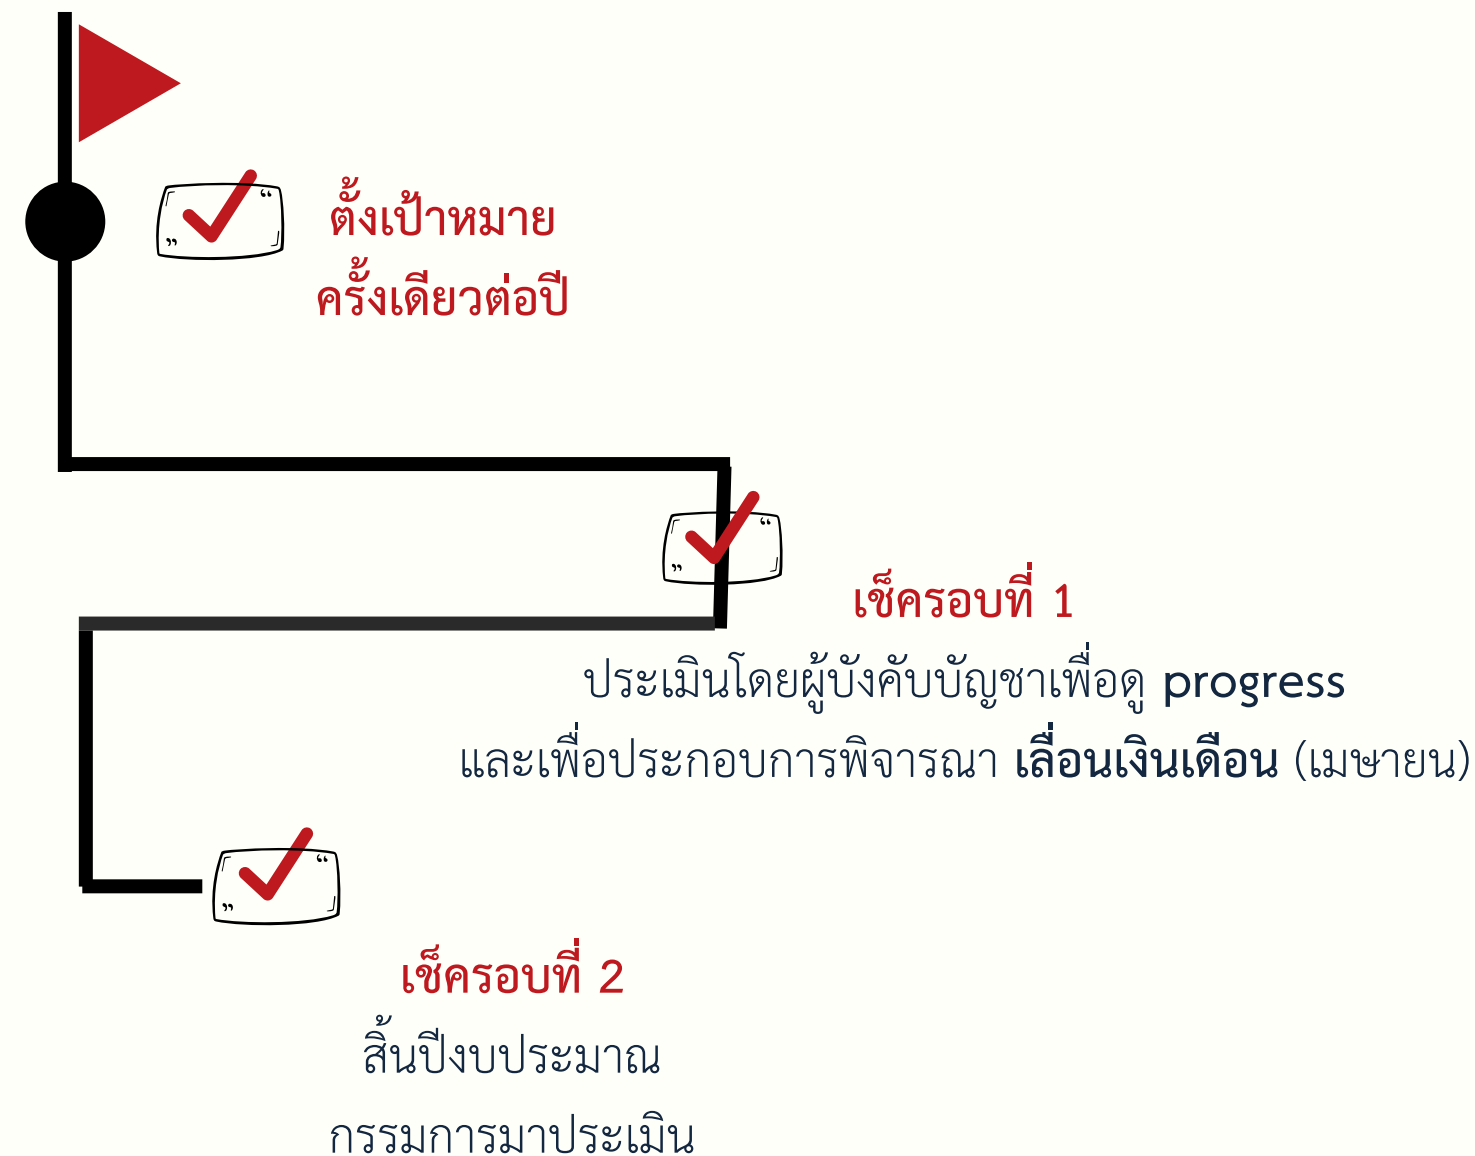 ตั้งเป้าหมาย
ครั้งเดียวต่อปี
เช็ครอบที่ 1
ประเมินโดยผู้บังคับบัญชาเพื่อดู progress
และเพื่อประกอบการพิจารณา เลื่อนเงินเดือน (เมษายน)
เช็ครอบที่ 2
สิ้นปีงบประมาณ
กรรมการมาประเมิน